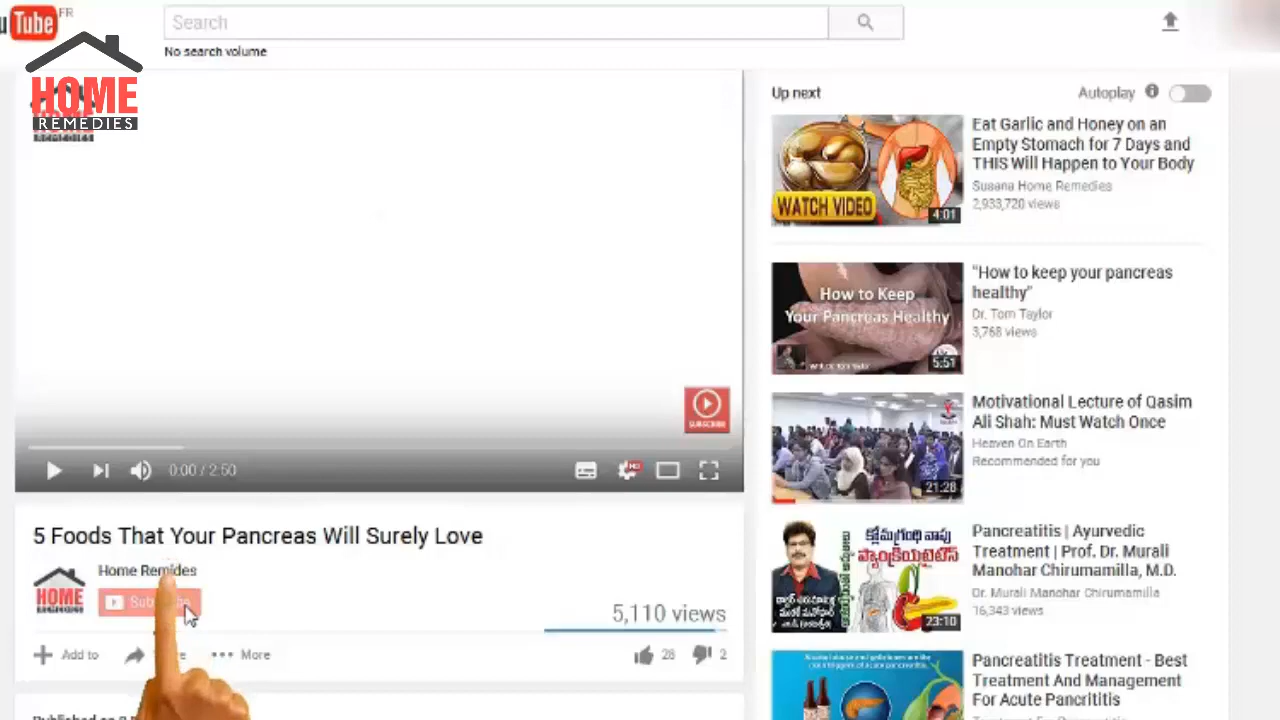 Tube FR
Search
No search volume
HOME
REMEDIES
Up next
Autoplay
Eat Garlic and Honey on an
Empty Stomach for 7 Days and
THIS Will Happen to Your Body
Susana Home Remedies
2,933,720 views
WATCH VIDEO
4:01
"How to keep your pancreas
healthy"
Dr. Tom Taylor
3,768 views
How to Keep
Your Pancreas Healthy
5:51
Motivational Lecture of Qasim
Ali Shah: Must Watch Once
Heaven On Earth
Recommended for you
21:28
SUBSCRIBE
0:00 / 2:50
HD
5 Foods That Your Pancreas Will Surely Love
Home Remides
HOME
5,110 views
Add to
More
28
2
Pancreatitis | Ayurvedic
Treatment | Prof. Dr. Murali
Manohar Chirumamilla, M.D.
Dr. Murali Manohar Chirumamilla
16,343 views
క్లోమగ్రంధి వాపు
ప్యాంక్రియాటైటిస్
23:10
Pancreatitis Treatment - Best
Treatment And Management
For Acute Pancrititis